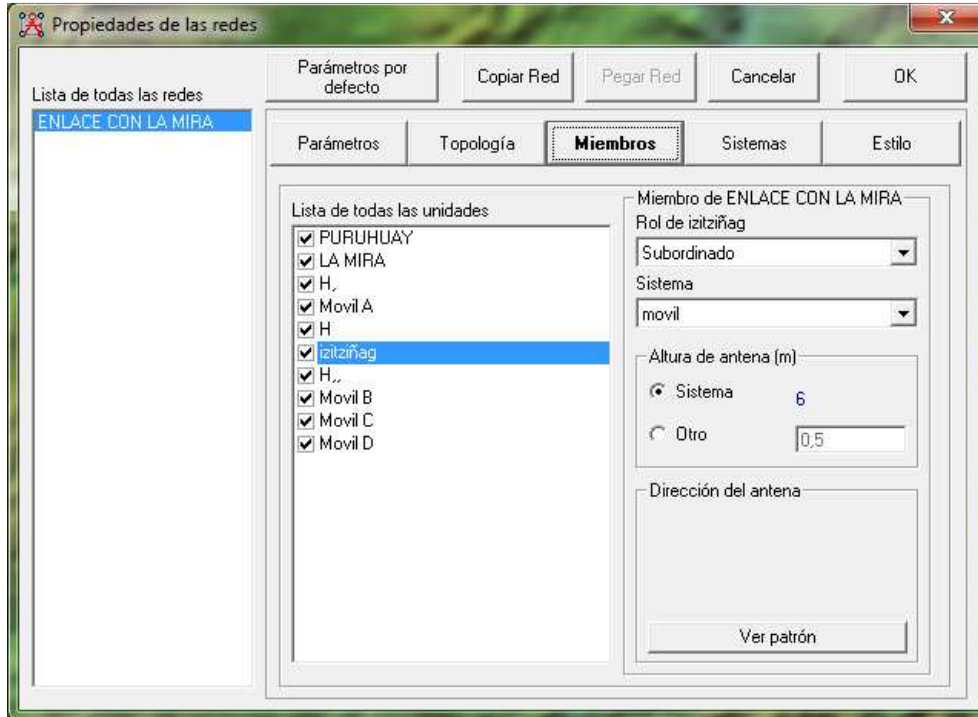 Propiedades de las redes
Parámetros por defecto
Copiar Red
Pegar Red
Cancelar
OK
Lista de todas las redes
ENLACE CON LA MIRA
Parámetros
Topología
Miembros
Sistemas
Estilo
Lista de todas las unidades
PURUHUAY
LA MIRA
H,
Movil A
H
izitziñag
H,,
Movil B
Movil C
Movil D
Miembro de ENLACE CON LA MIRA
Rol de izitziñag
Subordinado
Sistema
movil
Altura de antena (m)
Sistema 6
Otro 0,5
Dirección del antena
Ver patrón